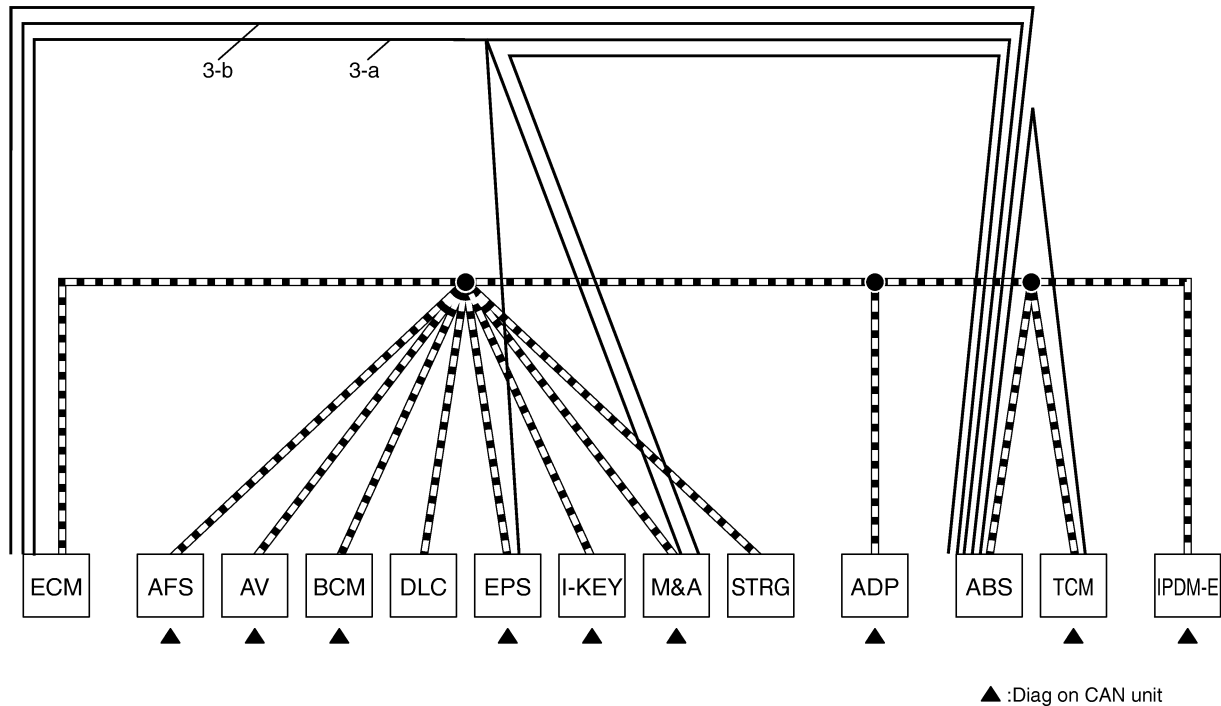 3-b 3-a
ECM AFS AV BCM DLC EPS I-KEY M&A STRG ADP ABS TCM IPDM-E
:Diag on CAN unit